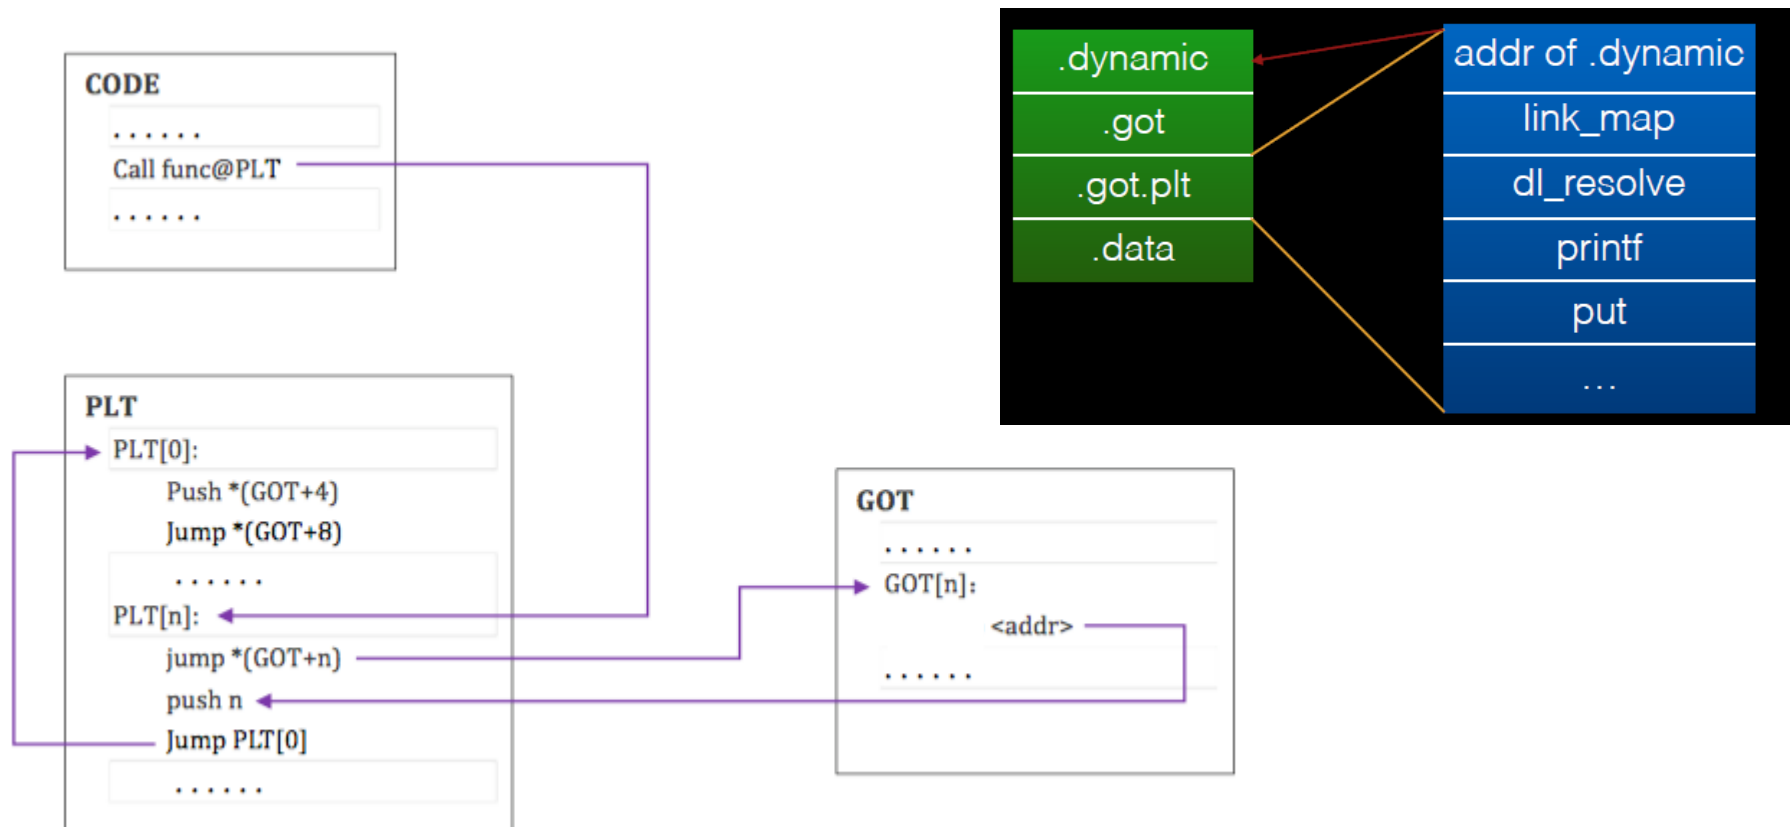 CODE
......
Call func@PLT
......
PLT
PLT[0]:
Push *(GOT+4)
Jump *(GOT+8)
......
PLT[n]:
jump *(GOT+n)
push n
Jump PLT[0]
......
GOT
......
GOT[n]:
<addr>
......
.dynamic
.got
.got.plt
.data
addr of .dynamic
link_map
dl_resolve
printf
put
...